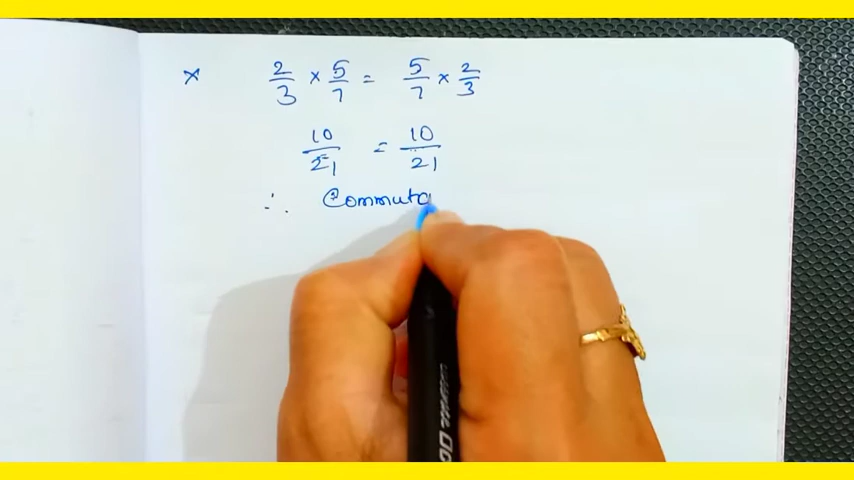 × 2/3 × 5/7 = 5/7 × 2/3
10/21 = 10/21
∴ Commuta